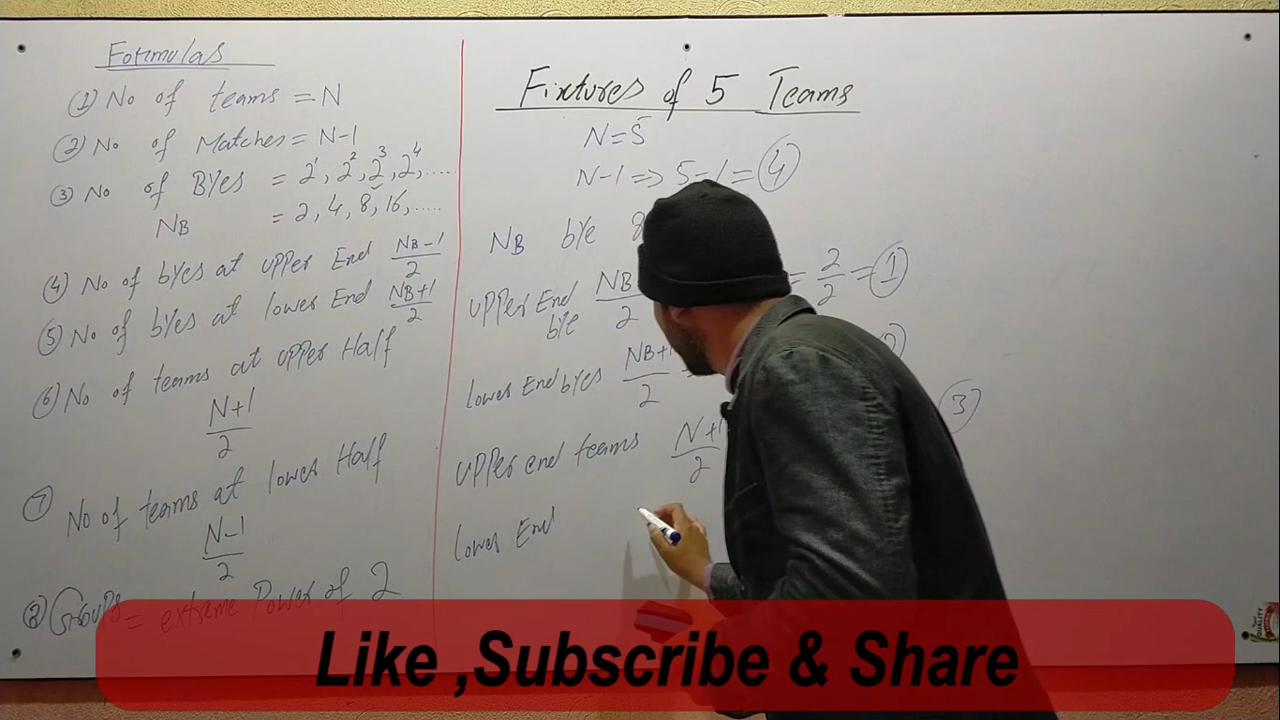 Formulas
① No of teams = N
② No of Matches = N-1
③ No of BYes = 2¹, 2², 2³, 2⁴, .....
NB = 2, 4, 8, 16, .....
④ No of byes at upper End NB-1/2
⑤ No of byes at lower End NB+1/2
⑥ No of teams at upper Half
N+1/2
⑦ No of teams at lower Half
N-1/2
⑧ Groups = extreme Power of 2
Fixtures of 5 Teams
N=5
N-1 => 5-1 = ④
NB bye
upper End bye NB /2 = 2/2 = ①
lower End byes NB+1/2
upper end teams N+1/2 ③
lower End
Like ,Subscribe & Share